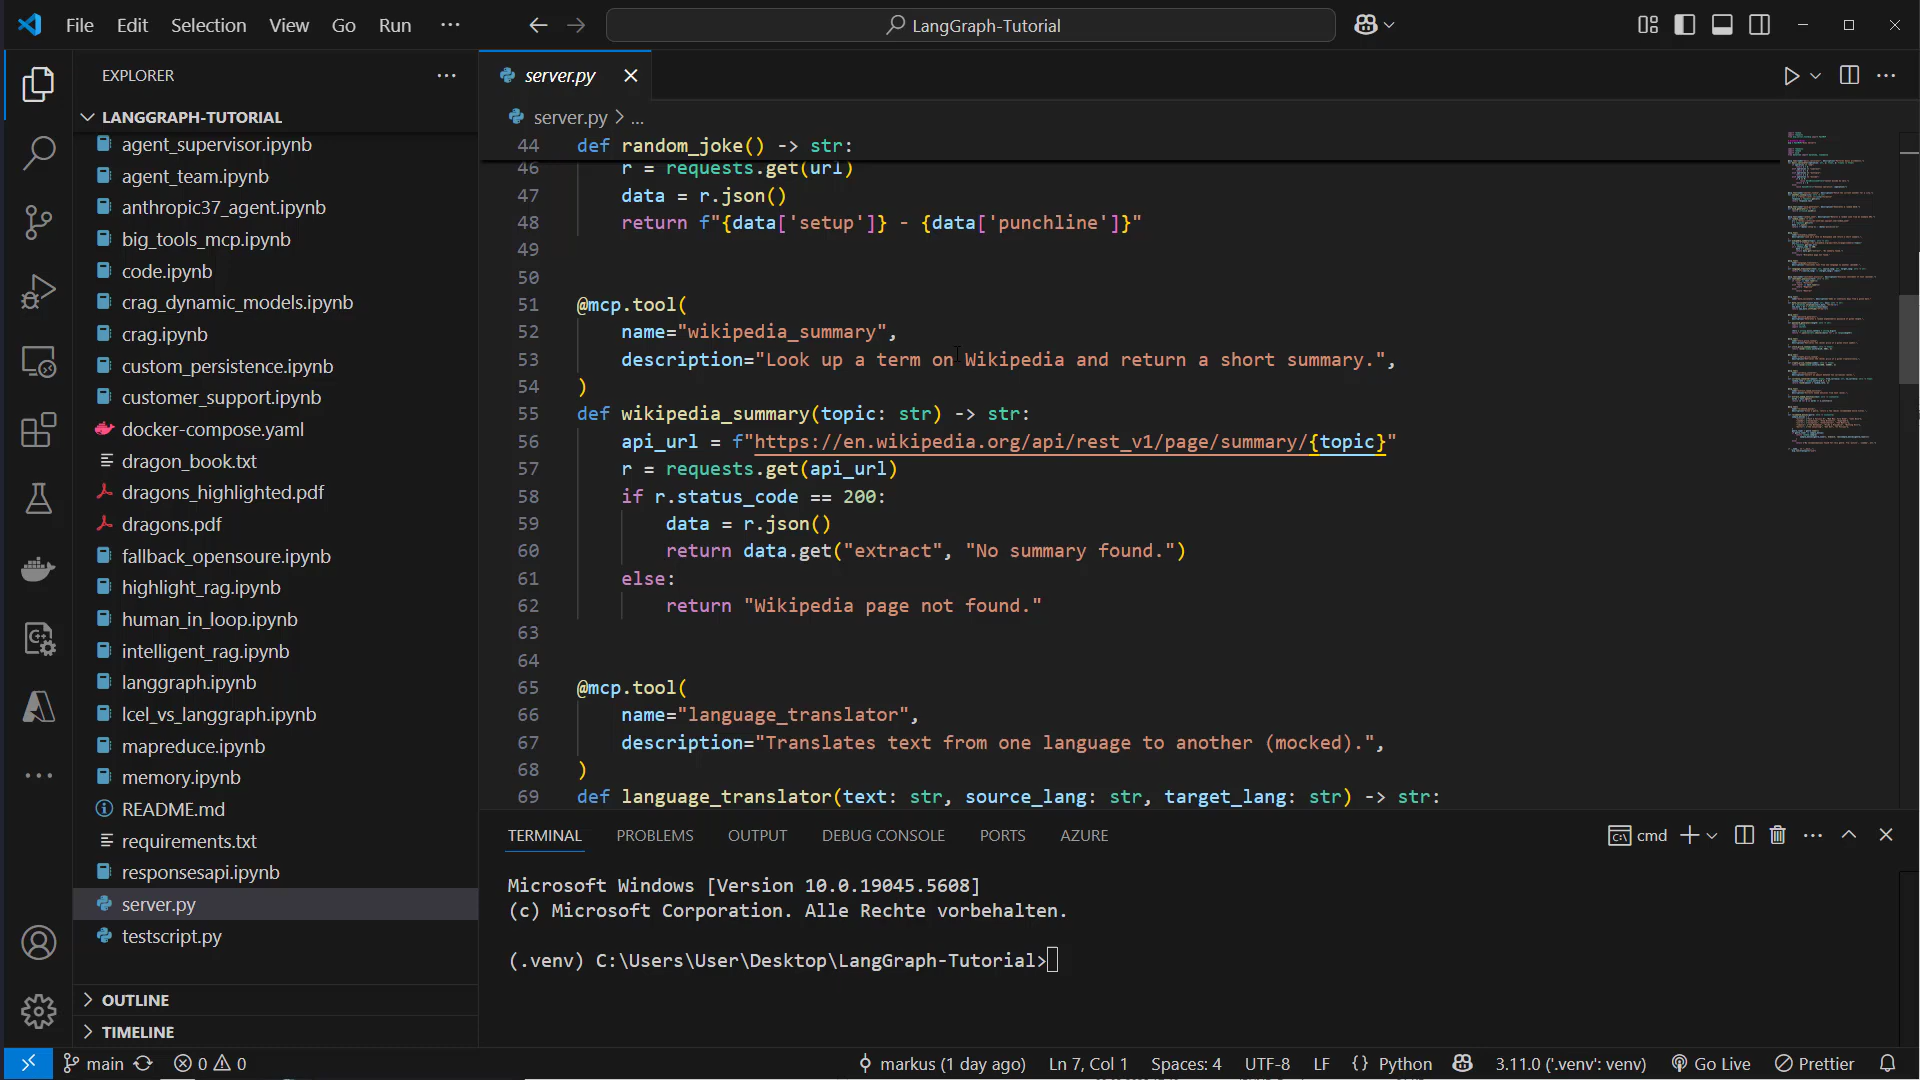 File Edit Selection View Go Run ···
LangGraph-Tutorial
EXPLORER
LANGGRAPH-TUTORIAL
agent_supervisor.ipynb
agent_team.ipynb
anthropic37_agent.ipynb
big_tools_mcp.ipynb
code.ipynb
crag_dynamic_models.ipynb
crag.ipynb
custom_persistence.ipynb
customer_support.ipynb
docker-compose.yaml
dragon_book.txt
dragons_highlighted.pdf
dragons.pdf
fallback_opensoure.ipynb
highlight_rag.ipynb
human_in_loop.ipynb
intelligent_rag.ipynb
langgraph.ipynb
lcel_vs_langgraph.ipynb
mapreduce.ipynb
memory.ipynb
README.md
requirements.txt
responsesapi.ipynb
server.py
testscript.py
OUTLINE
TIMELINE
server.py
server.py > ...
44 def random_joke() -> str:
46 r = requests.get(url)
47 data = r.json()
48 return f"{data['setup']} - {data['punchline']}"
49
50
51 @mcp.tool(
52 name="wikipedia_summary",
53 description="Look up a term on Wikipedia and return a short summary.",
54 )
55 def wikipedia_summary(topic: str) -> str:
56 api_url = f"https://en.wikipedia.org/api/rest_v1/page/summary/{topic}"
57 r = requests.get(api_url)
58 if r.status_code == 200:
59 data = r.json()
60 return data.get("extract", "No summary found.")
61 else:
62 return "Wikipedia page not found."
63
64
65 @mcp.tool(
66 name="language_translator",
67 description="Translates text from one language to another (mocked).",
68 )
69 def language_translator(text: str, source_lang: str, target_lang: str) -> str:
TERMINAL PROBLEMS OUTPUT DEBUG CONSOLE PORTS AZURE
cmd
Microsoft Windows [Version 10.0.19045.5608]
(c) Microsoft Corporation. Alle Rechte vorbehalten.
(.venv) C:\Users\User\Desktop\LangGraph-Tutorial>
main 0 0 markus (1 day ago) Ln 7, Col 1 Spaces: 4 UTF-8 LF {} Python 3.11.0 ('.venv': venv) Go Live Prettier